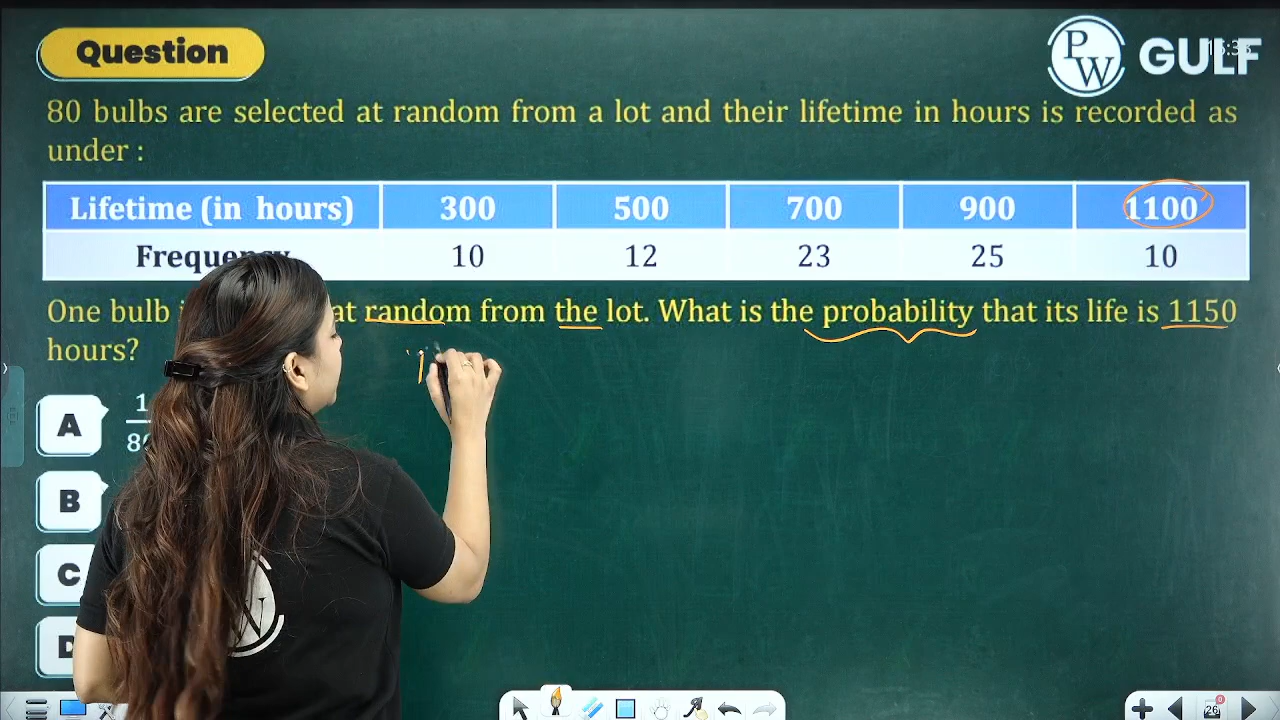 Question
PW
GULF
80 bulbs are selected at random from a lot and their lifetime in hours is recorded as
under :
Lifetime (in hours) 300 500 700 900 1100
Frequency 10 12 23 25 10
One bulb at random from the lot. What is the probability that its life is 1150
hours?
A
B
C
D
26